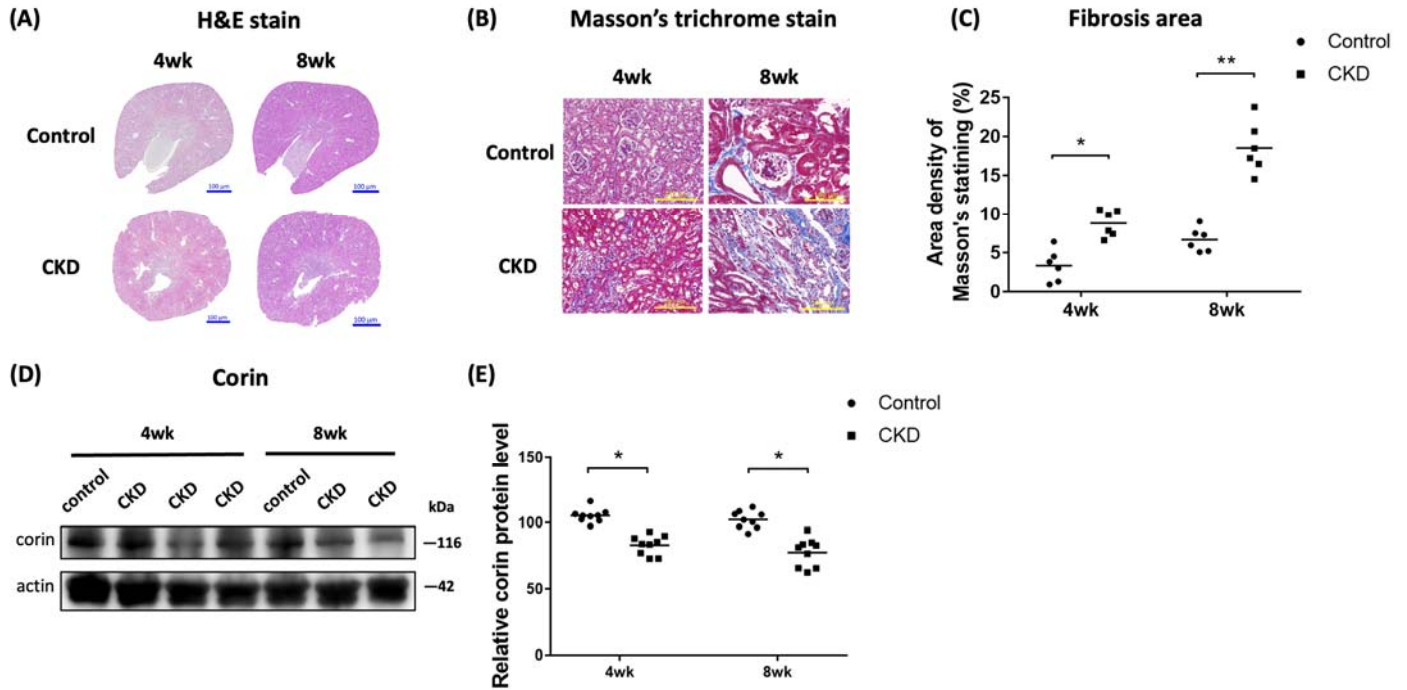 (A)
H&E stain
4wk
8wk
Control
100 µm
100 µm
CKD
100 µm
100 µm
(B)
Masson's trichrome stain
4wk
8wk
Control
CKD
(C)
Fibrosis area
Control
CKD
Area density of
Masson's statining (%)
25
20
15
10
5
0
*
**
4wk
8wk
(D)
Corin
4wk
8wk
control
CKD
CKD
CKD
control
CKD
CKD
kDa
corin
—116
actin
—42
(E)
Control
CKD
Relative corin protein level
150
100
50
0
*
*
4wk
8wk